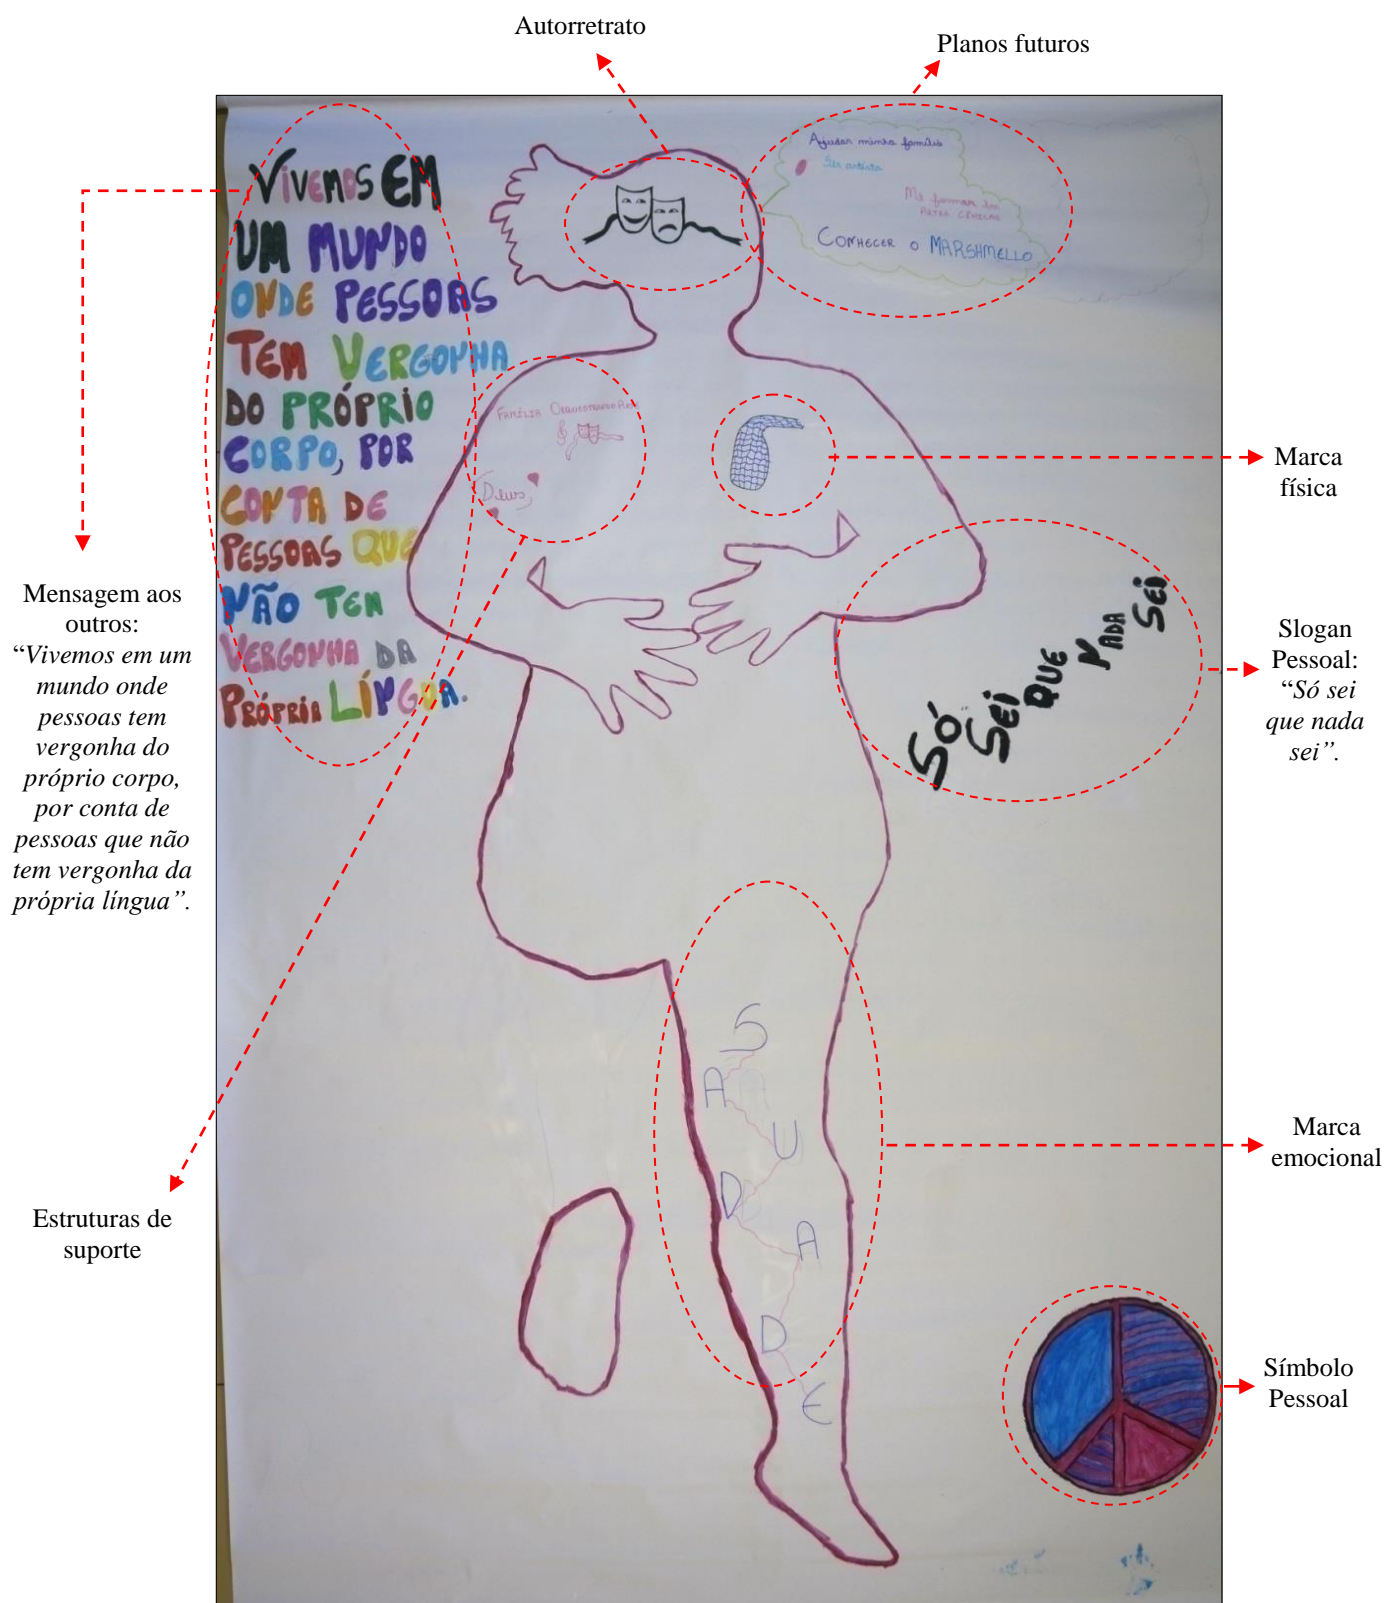 Autorretrato
Planos futuros
VIVEMOS EM
UM MUNDO
ONDE PESSOAS
TEM VERGONHA
DO PRÓPRIO
CORPO, POR
CONTA DE
PESSOAS QUE
NÃO TEM
VERGONHA DA
PRÓPRIA LÍNGUA.
Ajudar minha família
Ser artista
Me formar em
ARTES CÊNICAS
CONHECER O MARSHMELLO
FAMÍLIA
Deus
Marca
física
Mensagem aos
outros:
“Vivemos em um
mundo onde
pessoas tem
vergonha do
próprio corpo,
por conta de
pessoas que não
tem vergonha da
própria língua”.
SÓ
SEI
QUE
NADA
SEI
Slogan
Pessoal:
“Só sei
que nada
sei”.
S
A
U
D
A
D
E
Marca
emocional
Estruturas de
suporte
Símbolo
Pessoal